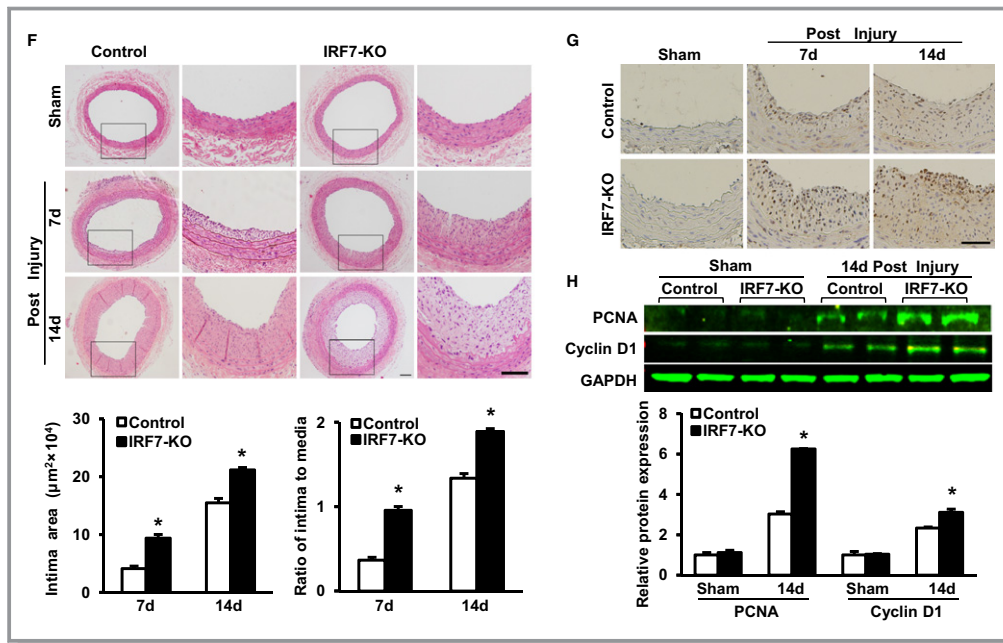 F
Control
IRF7-KO
Sham
Post Injury
7d
14d
30
20
10
0
Intima area (μm²×10⁴)
Control
IRF7-KO
*
*
7d
14d
2
1
0
Ratio of intima to media
Control
IRF7-KO
*
*
7d
14d
G
Post Injury
Sham
7d
14d
Control
IRF7-KO
H
Sham
14d Post Injury
Control
IRF7-KO
Control
IRF7-KO
PCNA
Cyclin D1
GAPDH
8
6
4
2
0
Relative protein expression
Control
IRF7-KO
*
*
Sham
14d
Sham
14d
PCNA
Cyclin D1